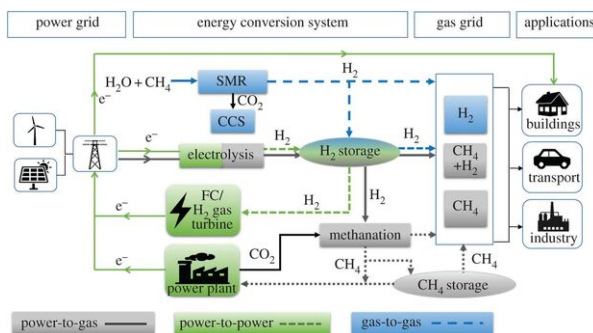 power grid
energy conversion system
gas grid
applications
e⁻
H₂O + CH₄
SMR
H₂
CO₂
CCS
H₂
buildings
e⁻
electrolysis
H₂
H₂ storage
H₂
CH₄
+H₂
transport
e⁻
FC/
H₂ gas
turbine
H₂
H₂
CH₄
methanation
industry
e⁻
power plant
CO₂
CH₄
CH₄
CH₄ storage
power-to-gas
power-to-power
gas-to-gas